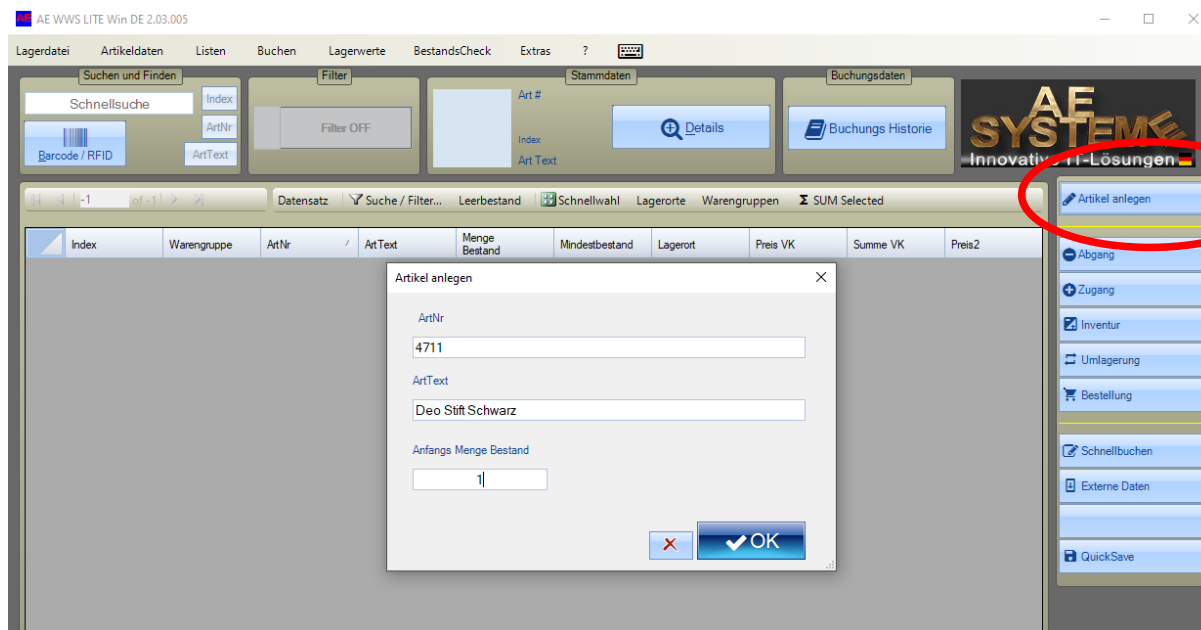 AE AE WWS LITE Win DE 2.03.005
Lagerdatei Artikeldaten Listen Buchen Lagerwerte BestandsCheck Extras ?
Suchen und Finden
Schnellsuche
Index
ArtNr
Barcode / RFID
ArtText
Filter
Filter OFF
Stammdaten
Art #
Index
Art Text
Details
Buchungsdaten
Buchungs Historie
AE
SYSTEME
Innovative IT-Lösungen
-1 of -1
Datensatz Suche / Filter... Leerbestand Schnellwahl Lagerorte Warengruppen Σ SUM Selected
Index Warengruppe ArtNr ArtText Menge Bestand Mindestbestand Lagerort Preis VK Summe VK Preis2
Artikel anlegen
ArtNr
4711
ArtText
Deo Stift Schwarz
Anfangs Menge Bestand
1
OK
Artikel anlegen
Abgang
Zugang
Inventur
Umlagerung
Bestellung
Schnellbuchen
Externe Daten
QuickSave